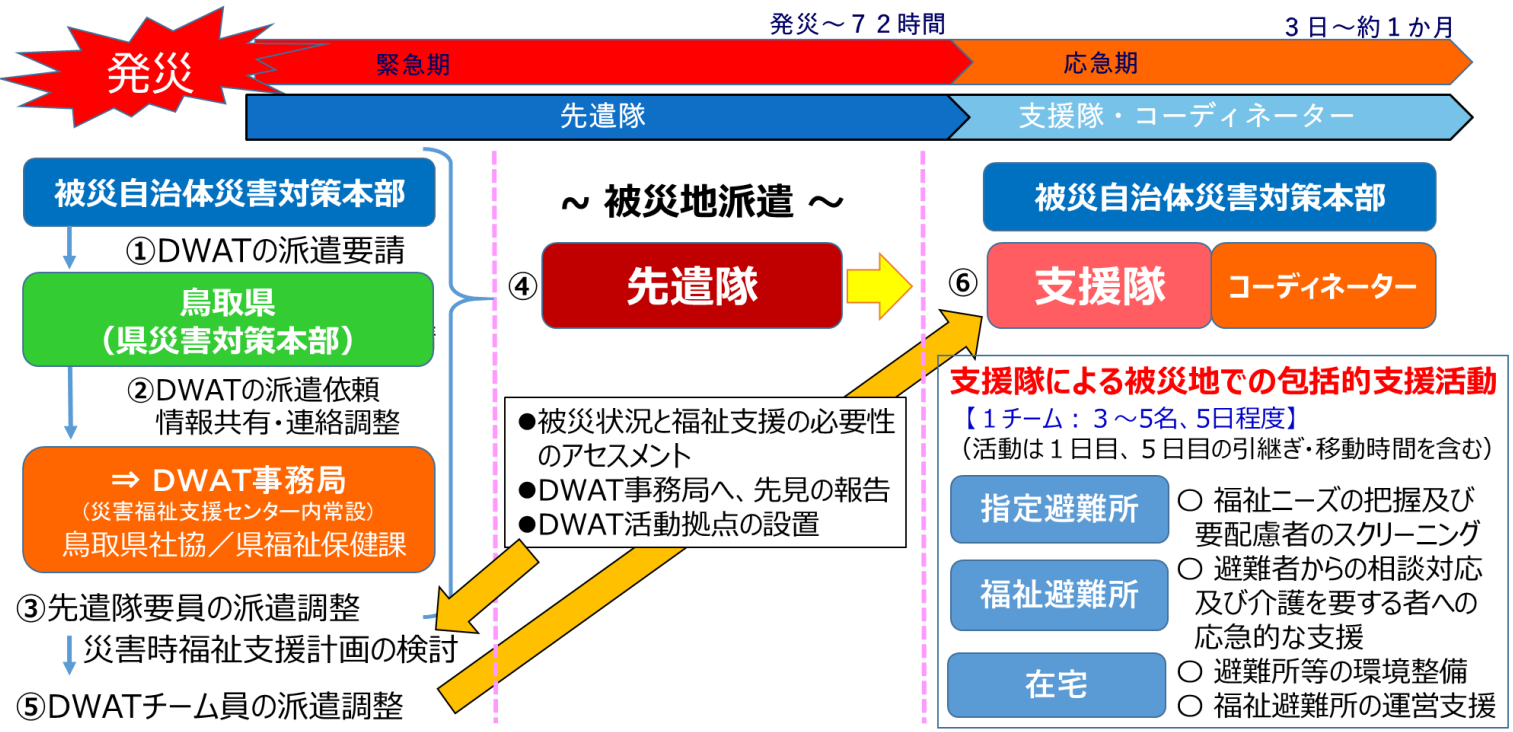 発災～７２時間
３日～約１か月
発災
緊急期
応急期
先遣隊
支援隊・コーディネーター
被災自治体災害対策本部
①DWATの派遣要請
鳥取県
（県災害対策本部）
②DWATの派遣依頼
情報共有・連絡調整
⇒ DWAT事務局
（災害福祉支援センター内常設）
鳥取県社協／県福祉保健課
③先遣隊要員の派遣調整
災害時福祉支援計画の検討
⑤DWATチーム員の派遣調整
～ 被災地派遣 ～
④
先遣隊
●被災状況と福祉支援の必要性
のアセスメント
●DWAT事務局へ、先見の報告
●DWAT活動拠点の設置
被災自治体災害対策本部
⑥
支援隊
コーディネーター
支援隊による被災地での包括的支援活動
【１チーム：３～5名、5日程度】
（活動は１日目、５日目の引継ぎ・移動時間を含む）
指定避難所
福祉避難所
在宅
○ 福祉ニーズの把握及び
要配慮者のスクリーニング
○ 避難者からの相談対応
及び介護を要する者への
応急的な支援
○ 避難所等の環境整備
○ 福祉避難所の運営支援